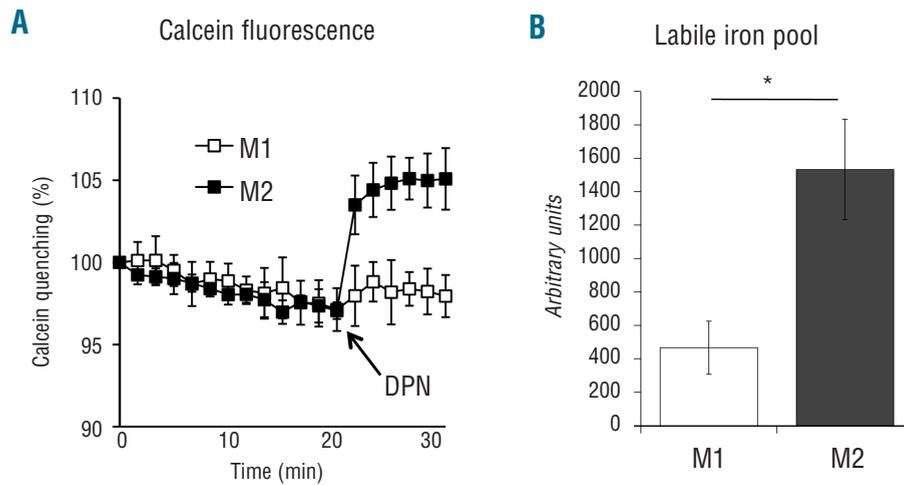 A
Calcein fluorescence
Calcein quenching (%)
110
105
100
95
90
M1
M2
DPN
0 10 20 30
Time (min)
B
Labile iron pool
Arbitrary units
2000
1800
1600
1400
1200
1000
800
600
400
200
0
*
M1 M2